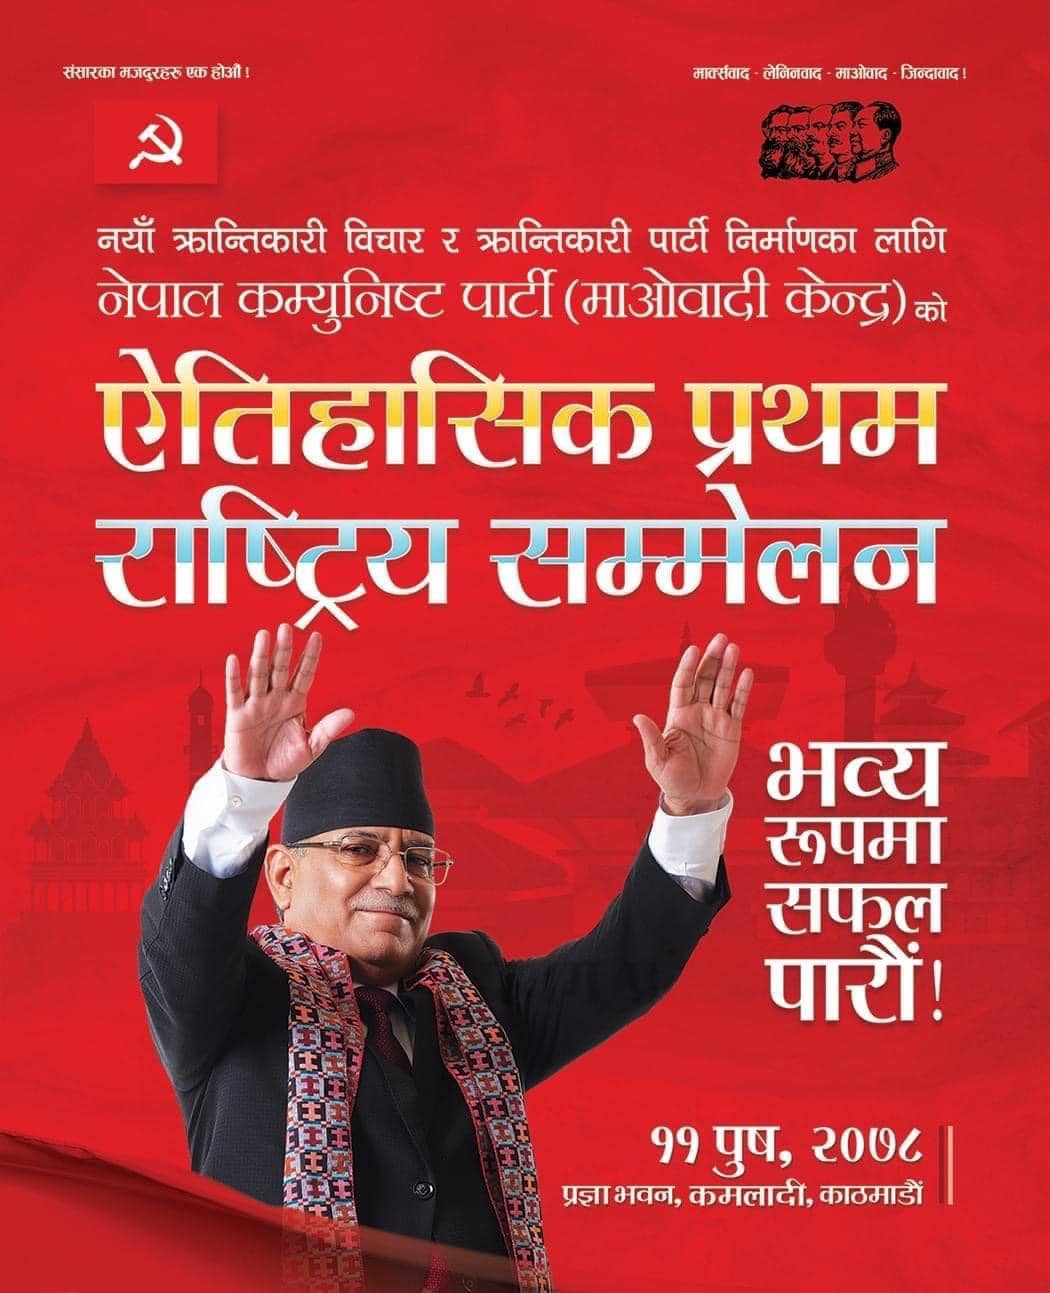 संसारका मजदुरहरू एक होऔं !
मार्क्सवाद - लेनिनवाद - माओवाद - जिन्दावाद !
नयाँ क्रान्तिकारी विचार र क्रान्तिकारी पार्टी निर्माणका लागि
नेपाल कम्युनिष्ट पार्टी (माओवादी केन्द्र) को
ऐतिहासिक प्रथम
राष्ट्रिय सम्मेलन
भव्य
रूपमा
सफल
पारौं !
११ पुष, २०७८
प्रज्ञा भवन, कमलादी, काठमाडौं